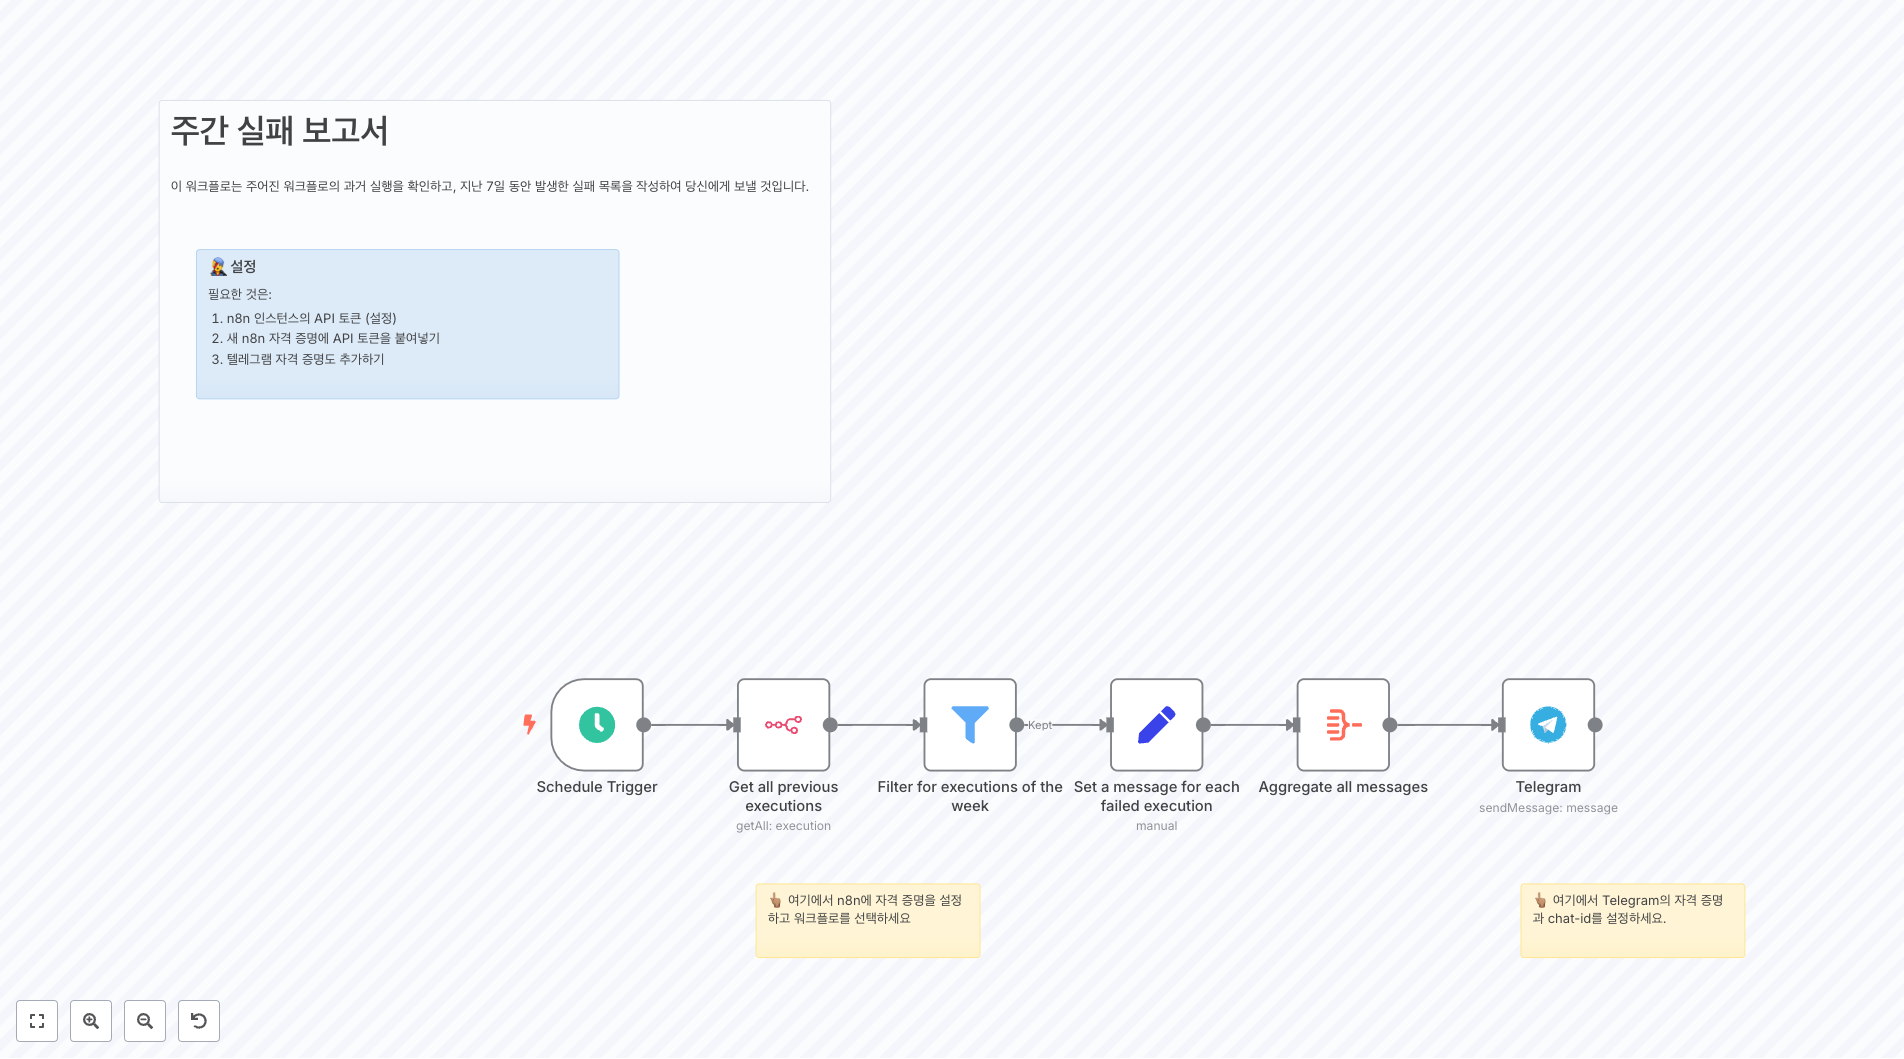 주간 실패 보고서
이 워크플로는 주어진 워크플로의 과거 실행을 확인하고, 지난 7일 동안 발생한 실패 목록을 작성하여 당신에게 보낼 것입니다.
👩‍🎤 설정
필요한 것은:
1. n8n 인스턴스의 API 토큰 (설정)
2. 새 n8n 자격 증명에 API 토큰을 붙여넣기
3. 텔레그램 자격 증명도 추가하기
Kept
Schedule Trigger
Get all previous
executions
getAll: execution
Filter for executions of the
week
Set a message for each
failed execution
manual
Aggregate all messages
Telegram
sendMessage: message
👆🏽 여기에서 n8n에 자격 증명을 설정
하고 워크플로를 선택하세요
👆🏽 여기에서 Telegram의 자격 증명
과 chat-id를 설정하세요.